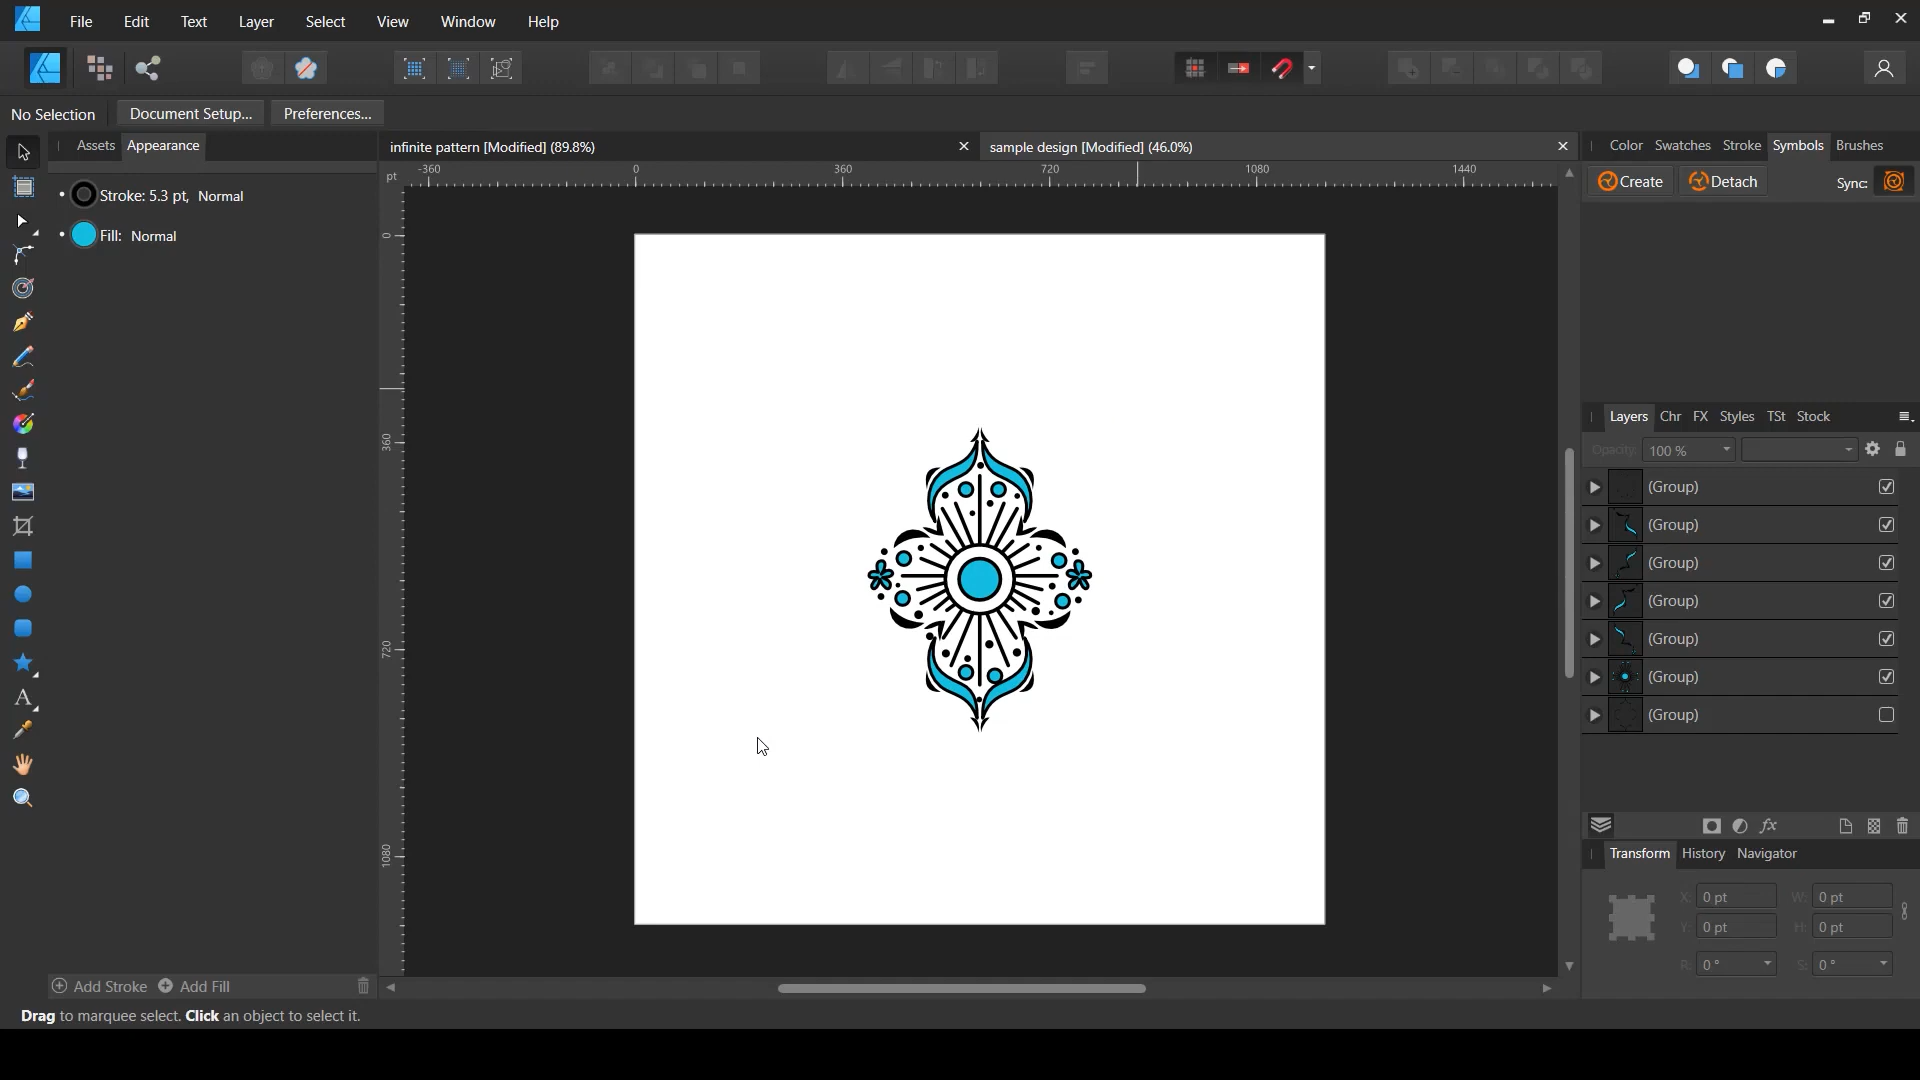 File Edit Text Layer Select View Window Help
No Selection Document Setup... Preferences...
Assets Appearance
infinite pattern [Modified] (89.8%)
sample design [Modified] (46.0%)
Color Swatches Stroke Symbols Brushes
pt -360 0 360 720 1080 1440
Create Detach Sync:
Stroke: 5.3 pt, Normal
Fill: Normal
0
360
720
1080
Layers Chr FX Styles TSt Stock
Opacity: 100 %
(Group)
(Group)
(Group)
(Group)
(Group)
(Group)
(Group)
fx
Transform History Navigator
X: 0 pt W: 0 pt
Y: 0 pt H: 0 pt
R: 0 ° S: 0 °
Add Stroke Add Fill
Drag to marquee select. Click an object to select it.